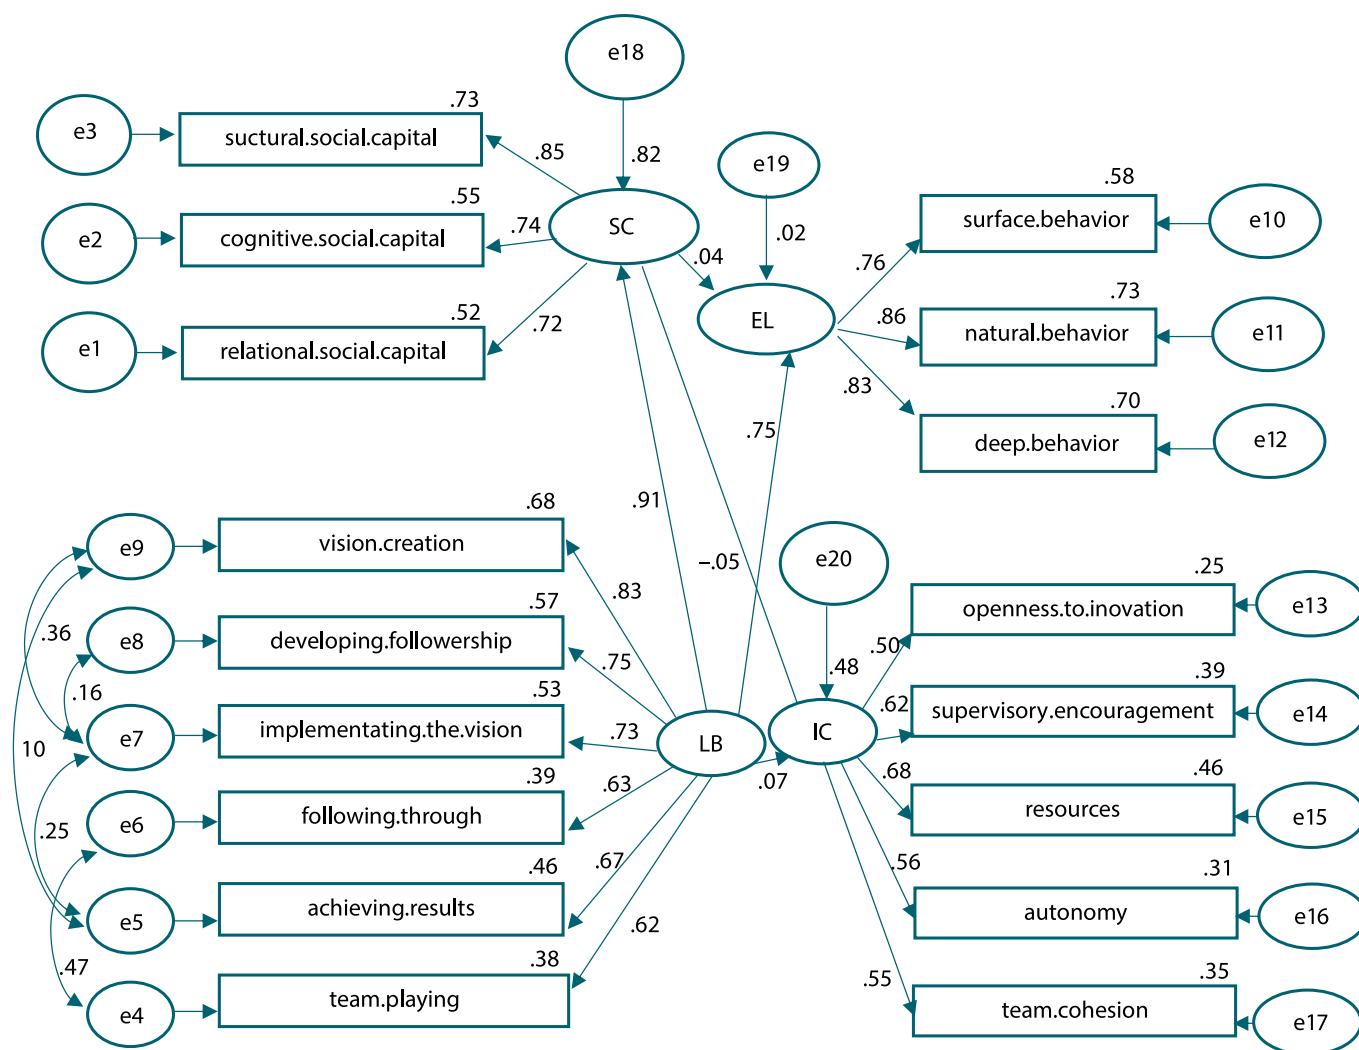 e18
.73
e3
suctural.social.capital
.85
.82
e19
.55
e2
cognitive.social.capital
.74
SC
.04
.02
.58
surface.behavior
e10
.76
.52
e1
relational.social.capital
.72
EL
.86
.73
natural.behavior
e11
.83
.70
deep.behavior
e12
.75
.91
.68
e9
vision.creation
.83
–.05
e20
.25
openness.to.inovation
e13
.36
.57
e8
developing.followership
.75
.50
.48
.16
.53
e7
implementating.the.vision
.73
LB
.07
IC
.62
.39
supervisory.encouragement
e14
10
.39
e6
following.through
.63
.68
.46
resources
e15
.25
.46
e5
achieving.results
.67
.56
.31
autonomy
e16
.62
.47
.38
e4
team.playing
.55
.35
team.cohesion
e17